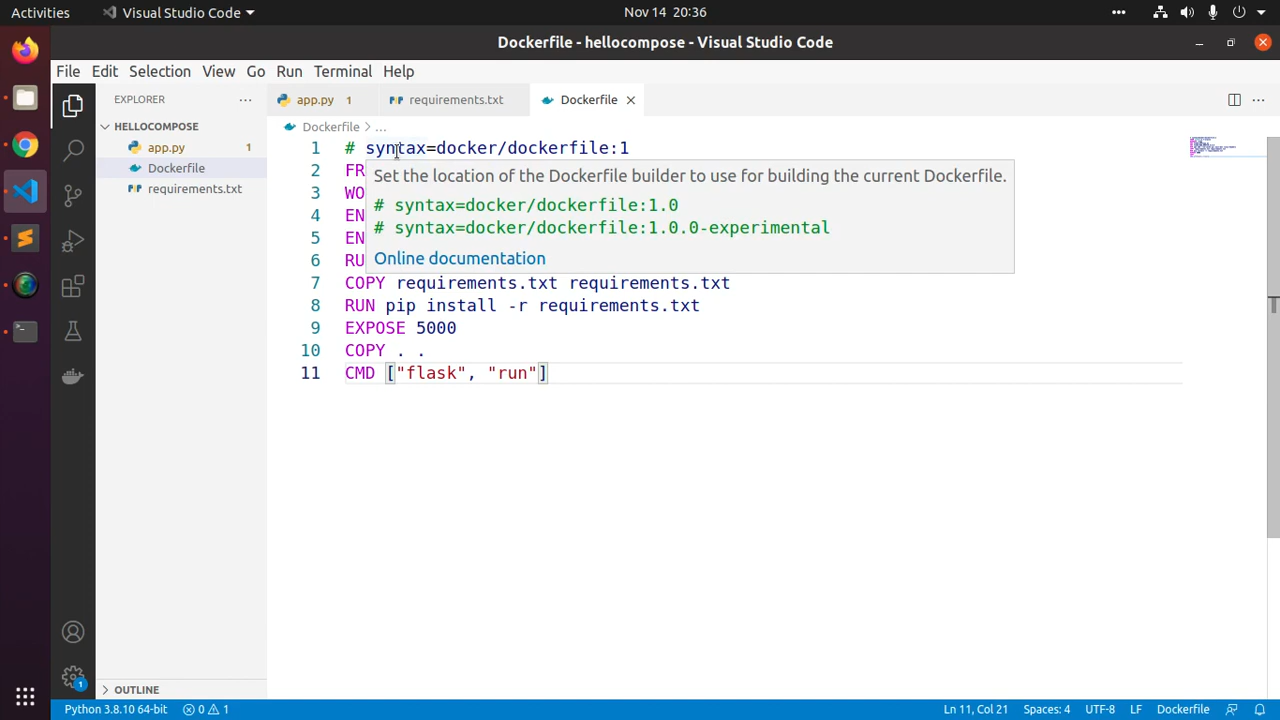 Activities
Visual Studio Code
Nov 14 20:36
Dockerfile - hellocompose - Visual Studio Code
File Edit Selection View Go Run Terminal Help
EXPLORER
app.py 1
requirements.txt
Dockerfile
HELLOCOMPOSE
Dockerfile > ...
app.py 1
Dockerfile
requirements.txt
1 # syntax=docker/dockerfile:1
2 FR
3 WO
4 EN
5 EN
6 RU
Set the location of the Dockerfile builder to use for building the current Dockerfile.
# syntax=docker/dockerfile:1.0
# syntax=docker/dockerfile:1.0.0-experimental
Online documentation
7 COPY requirements.txt requirements.txt
8 RUN pip install -r requirements.txt
9 EXPOSE 5000
10 COPY . .
11 CMD ["flask", "run"]
1
OUTLINE
Python 3.8.10 64-bit 0 1 Ln 11, Col 21 Spaces: 4 UTF-8 LF Dockerfile